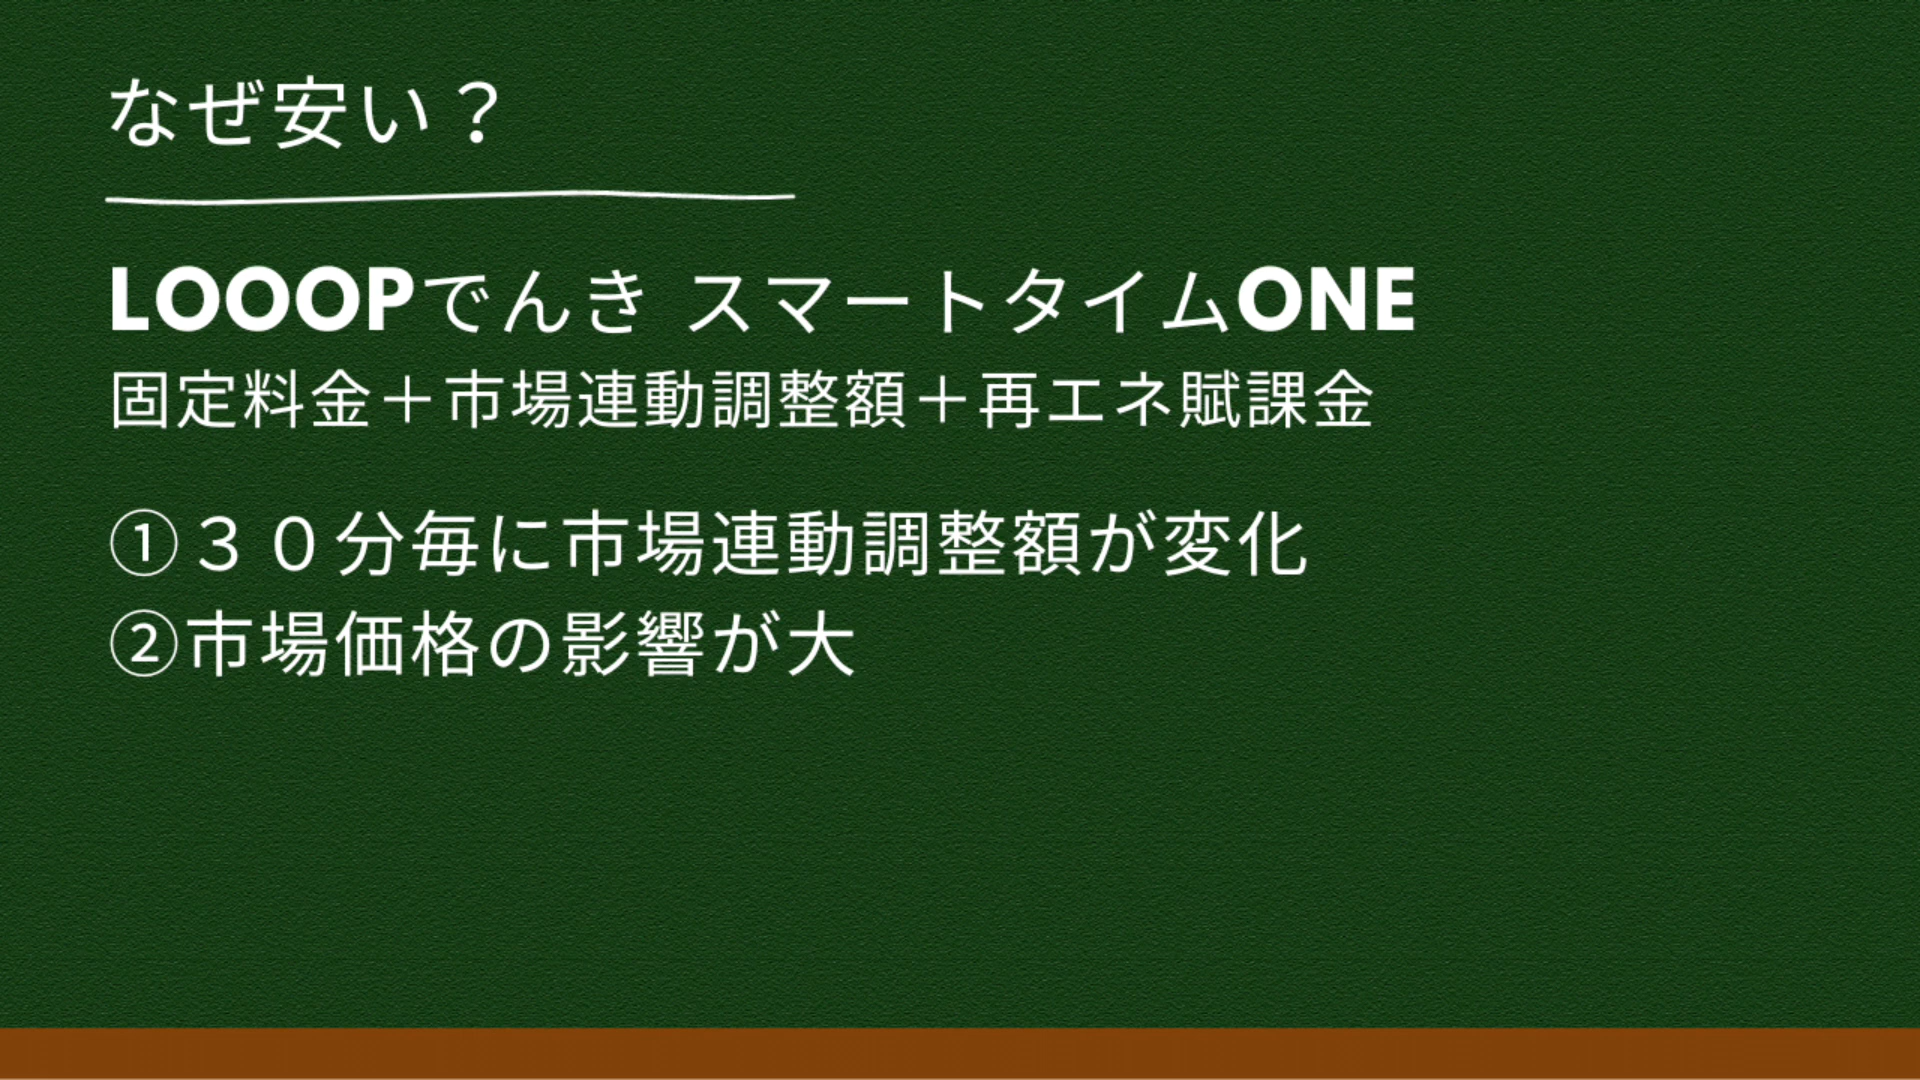 なぜ安い？
LOOOPでんき スマートタイムONE
固定料金＋市場連動調整額＋再エネ賦課金
①３０分毎に市場連動調整額が変化
②市場価格の影響が大